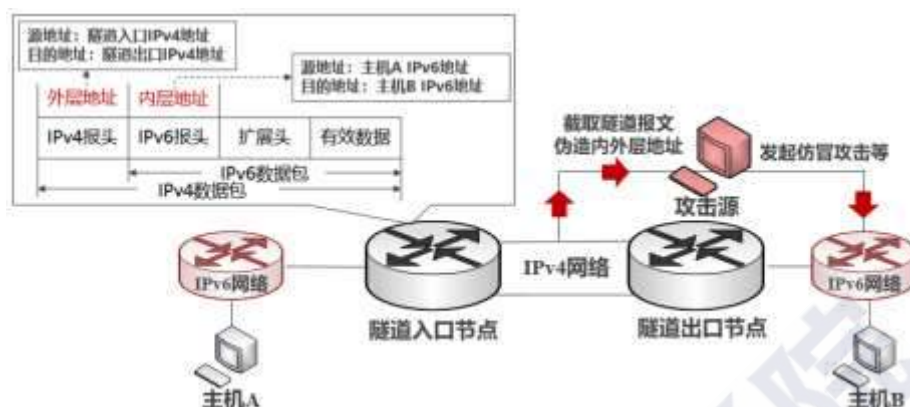 源地址：隧道入口IPv4地址
目的地址：隧道出口IPv4地址
源地址：主机A IPv6地址
目的地址：主机B IPv6地址
外层地址
内层地址
IPv4报头
IPv6报头
扩展头
有效数据
IPv6数据包
IPv4数据包
截取隧道报文
伪造内外层地址
发起仿冒攻击等
攻击源
IPv6网络
IPv4网络
IPv6网络
隧道入口节点
隧道出口节点
主机A
主机B
院